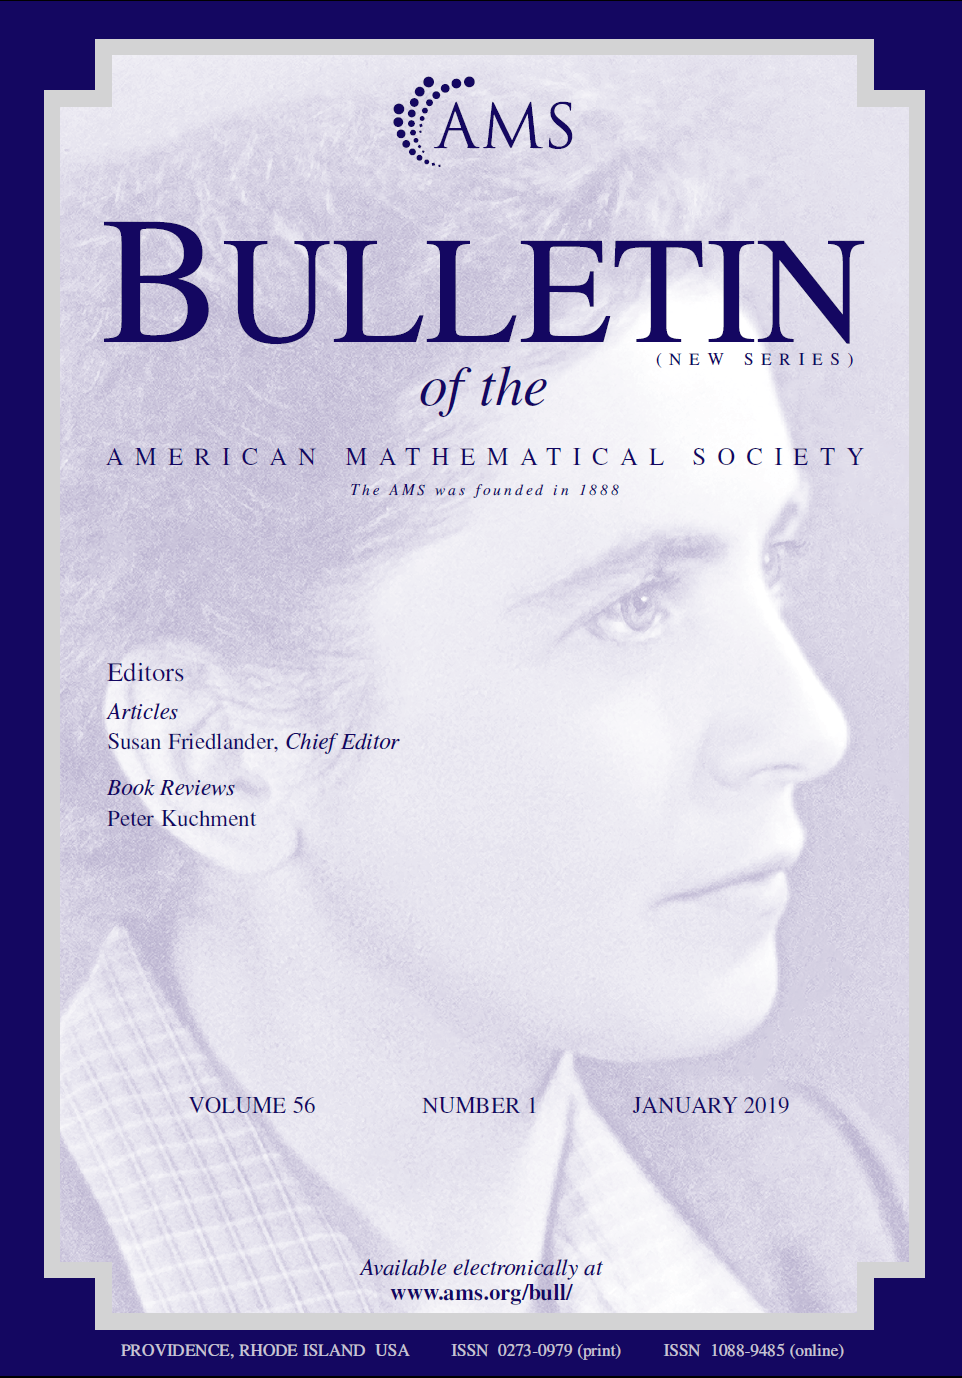 AMS
BULLETIN
(NEW SERIES)
of the
AMERICAN MATHEMATICAL SOCIETY
The AMS was founded in 1888
Editors
Articles
Susan Friedlander, Chief Editor
Book Reviews
Peter Kuchment
VOLUME 56 NUMBER 1 JANUARY 2019
Available electronically at
www.ams.org/bull/
PROVIDENCE, RHODE ISLAND USA ISSN 0273-0979 (print) ISSN 1088-9485 (online)